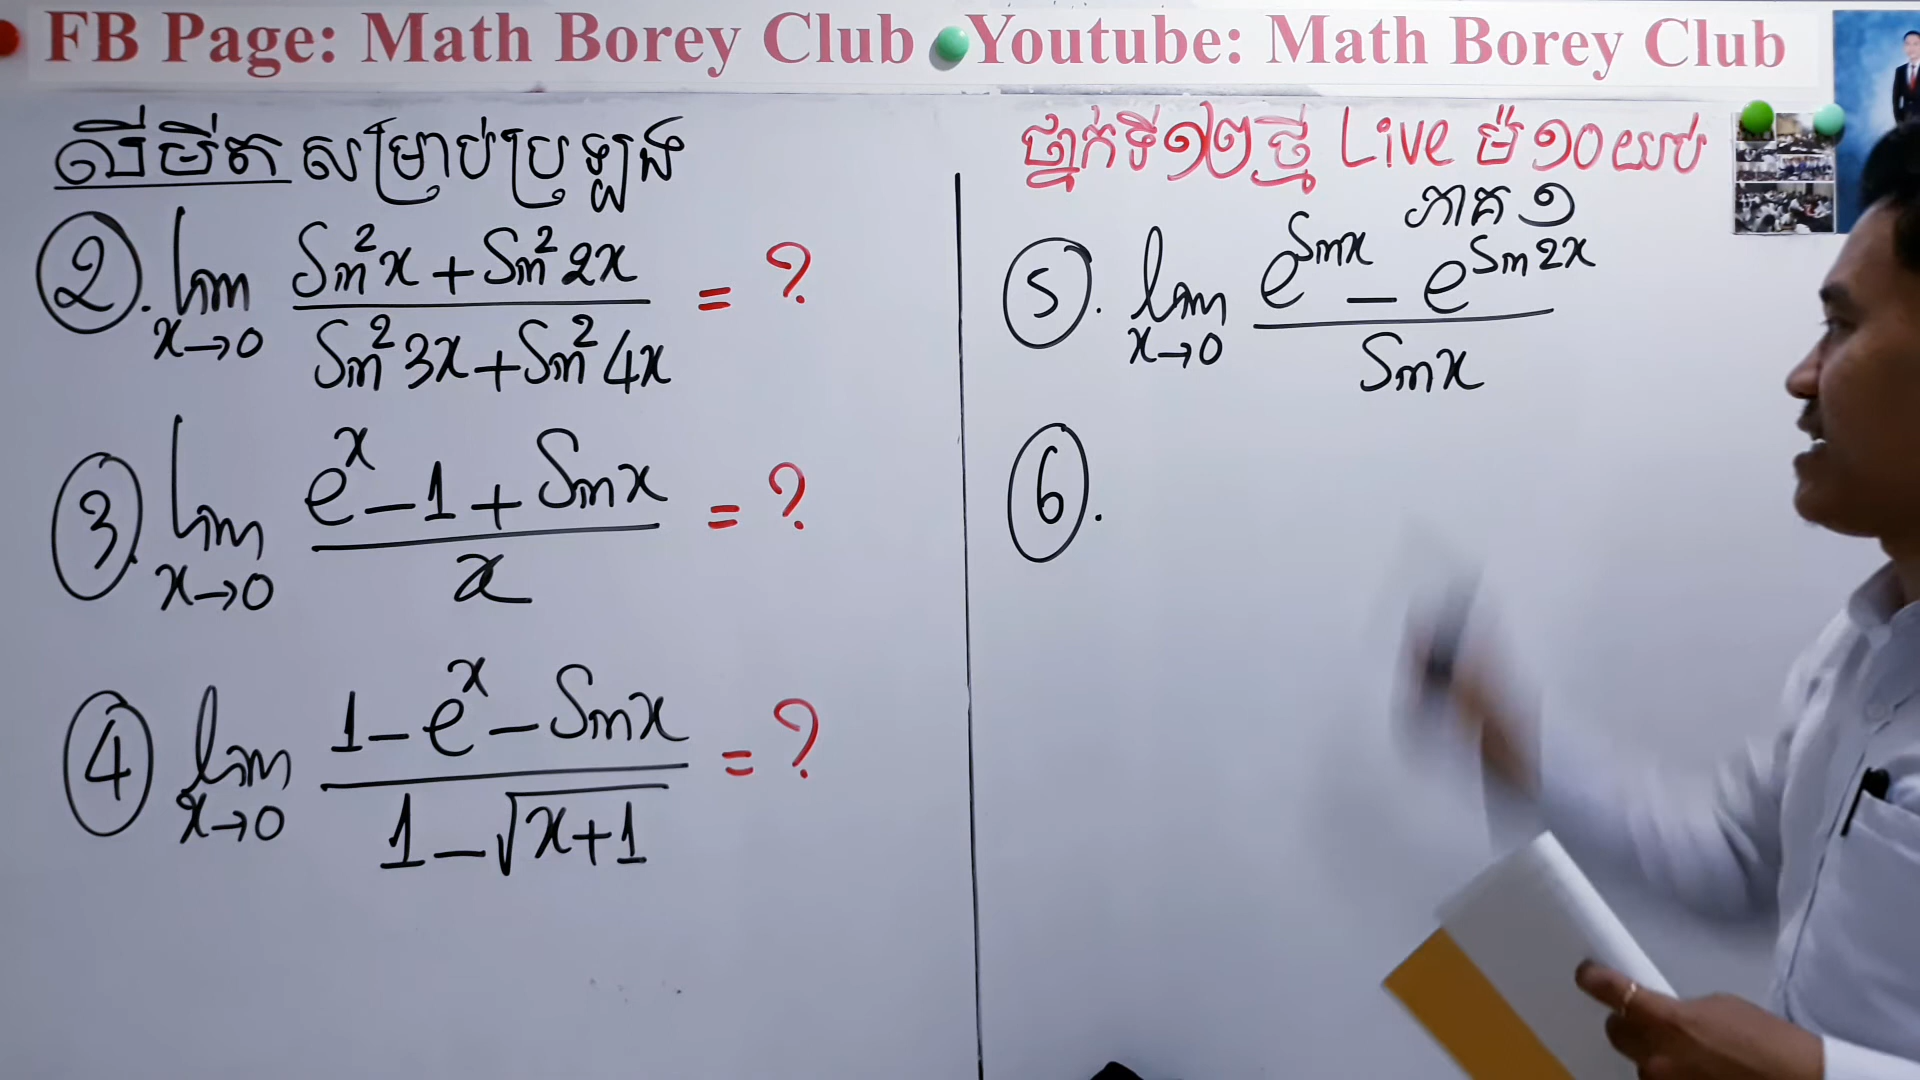 FB Page: Math Borey Club Youtube: Math Borey Club
លីមីត សម្រាប់ប្រឡង
2. lim x→0 (Sin²x + Sin²2x)/(Sin²3x + Sin²4x) = ?
3. lim x→0 (e^x − 1 + Sinx)/x = ?
4 lim x→0 (1 − e^x − Sinx)/(1 − √(x+1)) = ?
ថ្នាក់ទី១២ថ្មី Live ម៉ ១០យប់
ភាគ ១
5. lim x→0 (e^Sinx − e^Sin2x)/Sinx
6.